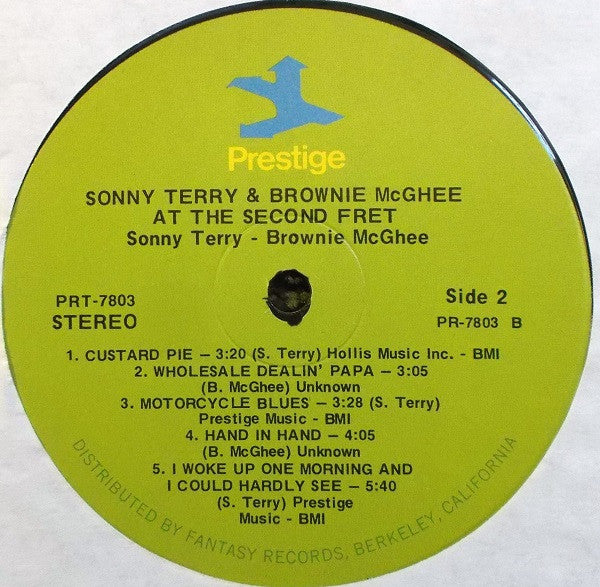 Prestige
SONNY TERRY & BROWNIE McGHEE
AT THE SECOND FRET
Sonny Terry - Brownie McGhee
PRT-7803
STEREO
Side 2
PR-7803 B
1. CUSTARD PIE – 3:20 (S. Terry) Hollis Music Inc. - BMI
2. WHOLESALE DEALIN' PAPA – 3:05
(B. McGhee) Unknown
3. MOTORCYCLE BLUES – 3:28 (S. Terry)
Prestige Music - BMI
4. HAND IN HAND – 4:05
(B. McGhee) Unknown
5. I WOKE UP ONE MORNING AND
I COULD HARDLY SEE – 5:40
(S. Terry) Prestige
Music - BMI
DISTRIBUTED BY FANTASY RECORDS, BERKELEY, CALIFORNIA